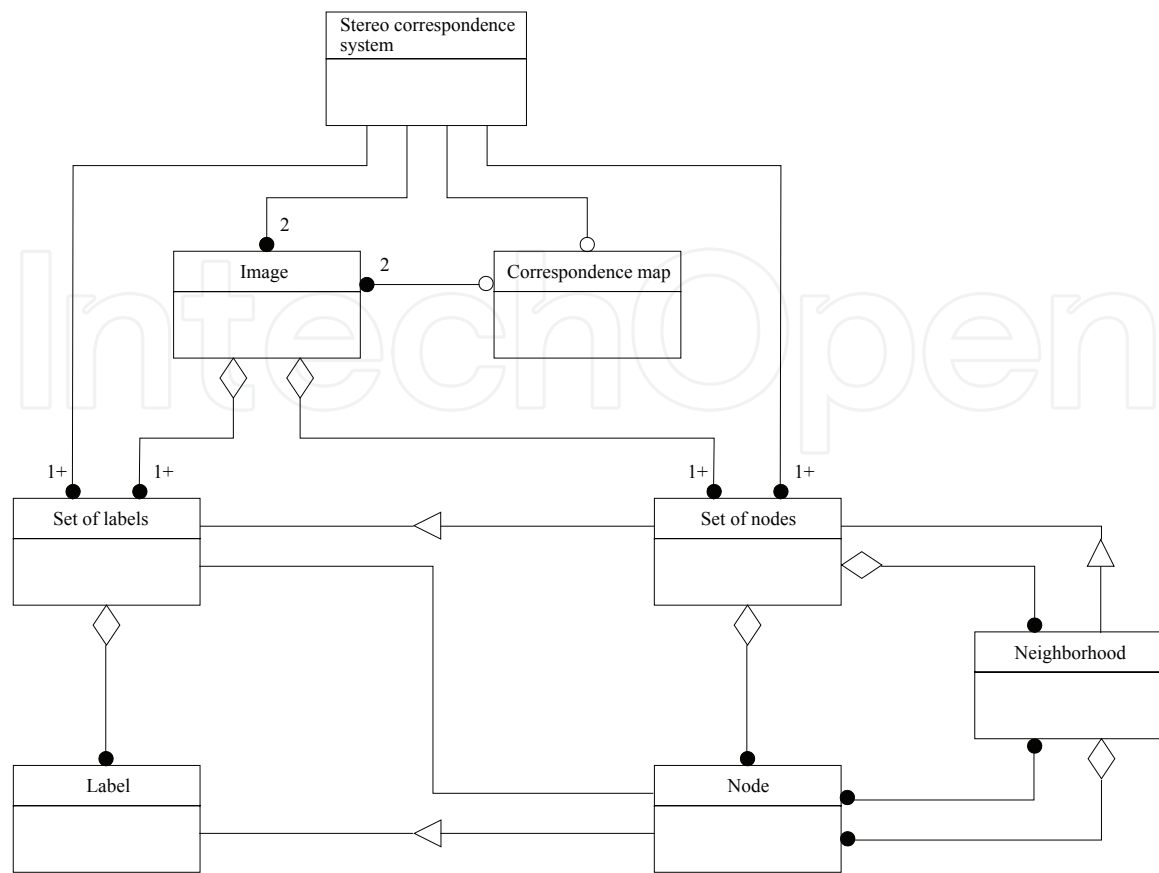 Stereo correspondence
system
2
Image
2
Correspondence map
IntechOpen
1+
1+
1+
1+
Set of labels
Set of nodes
Neighborhood
Label
Node